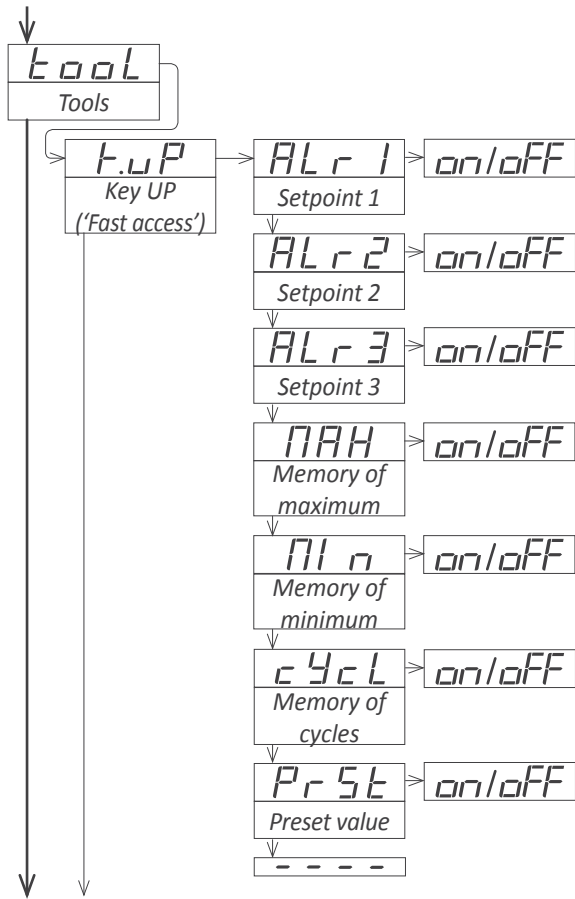 tooL
Tools
t.uP
Key UP
('Fast access')
ALr1 on/oFF
Setpoint 1
ALr2 on/oFF
Setpoint 2
ALr3 on/oFF
Setpoint 3
MAX on/oFF
Memory of
maximum
MIn on/oFF
Memory of
minimum
cYcL on/oFF
Memory of
cycles
PrSt on/oFF
Preset value
----